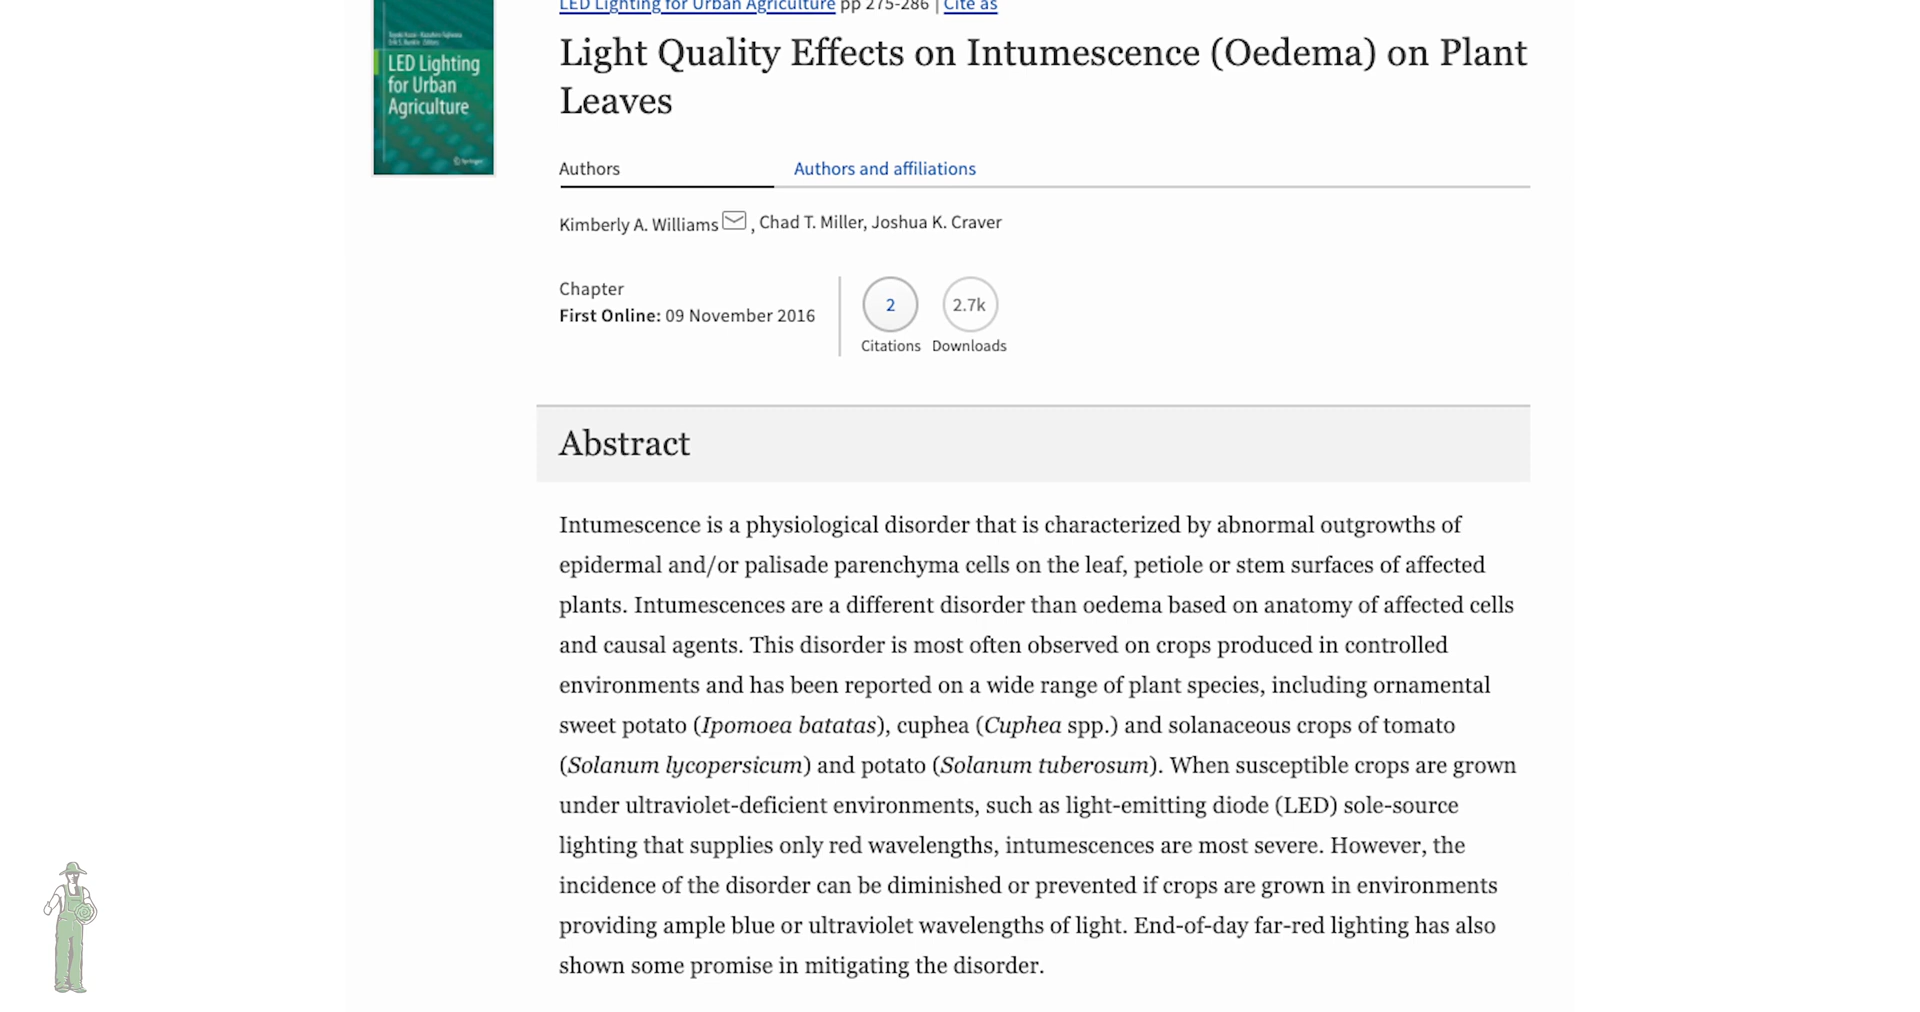 LED Lighting for Urban Agriculture pp 275-286 | Cite as
LED Lighting
for Urban
Agriculture
Springer
Light Quality Effects on Intumescence (Oedema) on Plant
Leaves
Authors Authors and affiliations
Kimberly A. Williams , Chad T. Miller, Joshua K. Craver
Chapter
First Online: 09 November 2016
2 2.7k
Citations Downloads
Abstract
Intumescence is a physiological disorder that is characterized by abnormal outgrowths of
epidermal and/or palisade parenchyma cells on the leaf, petiole or stem surfaces of affected
plants. Intumescences are a different disorder than oedema based on anatomy of affected cells
and causal agents. This disorder is most often observed on crops produced in controlled
environments and has been reported on a wide range of plant species, including ornamental
sweet potato (Ipomoea batatas), cuphea (Cuphea spp.) and solanaceous crops of tomato
(Solanum lycopersicum) and potato (Solanum tuberosum). When susceptible crops are grown
under ultraviolet-deficient environments, such as light-emitting diode (LED) sole-source
lighting that supplies only red wavelengths, intumescences are most severe. However, the
incidence of the disorder can be diminished or prevented if crops are grown in environments
providing ample blue or ultraviolet wavelengths of light. End-of-day far-red lighting has also
shown some promise in mitigating the disorder.